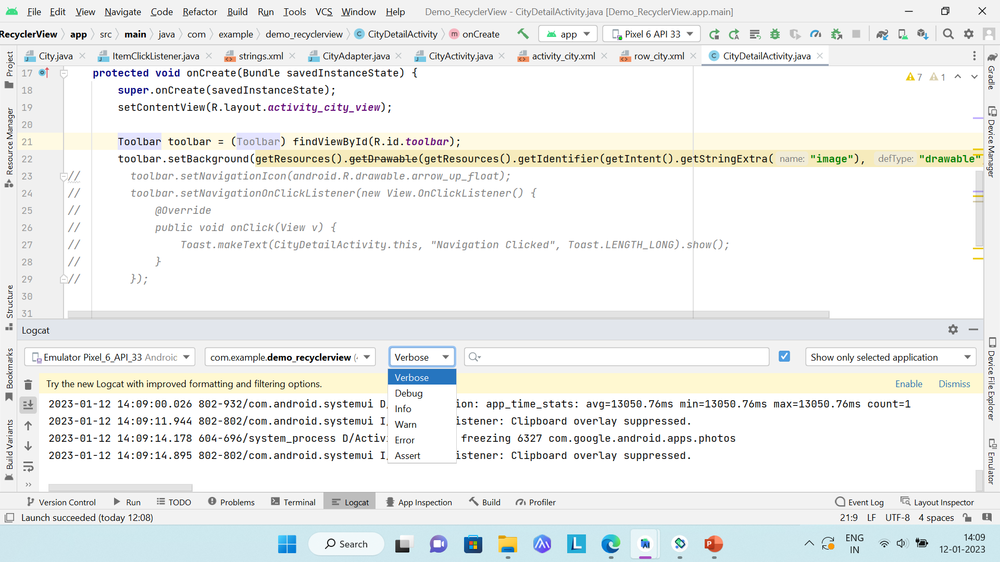 File Edit View Navigate Code Refactor Build Run Tools VCS Window Help Demo_RecyclerView - CityDetailActivity.java [Demo_RecyclerView.app.main]
RecyclerView app src main java com example demo_recyclerview CityDetailActivity onCreate app Pixel 6 API 33
City.java ItemClickListener.java strings.xml CityAdapter.java CityActivity.java activity_city.xml row_city.xml CityDetailActivity.java
17 protected void onCreate(Bundle savedInstanceState) {
7 1
18 super.onCreate(savedInstanceState);
19 setContentView(R.layout.activity_city_view);
20
21 Toolbar toolbar = (Toolbar) findViewById(R.id.toolbar);
22 toolbar.setBackground(getResources().getDrawable(getResources().getIdentifier(getIntent().getStringExtra( name: "image"), defType: "drawable"
23 // toolbar.setNavigationIcon(android.R.drawable.arrow_up_float);
24 // toolbar.setNavigationOnClickListener(new View.OnClickListener() {
25 // @Override
26 // public void onClick(View v) {
27 // Toast.makeText(CityDetailActivity.this, "Navigation Clicked", Toast.LENGTH_LONG).show();
28 // }
29 // });
30
31
Project
Resource Manager
Structure
Bookmarks
Build Variants
Gradle
Device Manager
Device File Explorer
Emulator
Logcat
Emulator Pixel_6_API_33 Android com.example.demo_recyclerview (4 Verbose Show only selected application
Verbose
Debug
Info
Warn
Error
Assert
Try the new Logcat with improved formatting and filtering options. Enable Dismiss
2023-01-12 14:09:00.026 802-932/com.android.systemui D/ ion: app_time_stats: avg=13050.76ms min=13050.76ms max=13050.76ms count=1
2023-01-12 14:09:11.944 802-802/com.android.systemui I/ istener: Clipboard overlay suppressed.
2023-01-12 14:09:14.178 604-696/system_process D/Activi freezing 6327 com.google.android.apps.photos
2023-01-12 14:09:14.895 802-802/com.android.systemui I/ istener: Clipboard overlay suppressed.
Version Control Run TODO Problems Terminal Logcat App Inspection Build Profiler Event Log Layout Inspector
Launch succeeded (today 12:08) 21:9 LF UTF-8 4 spaces
Search
ENG
IN
14:09
12-01-2023